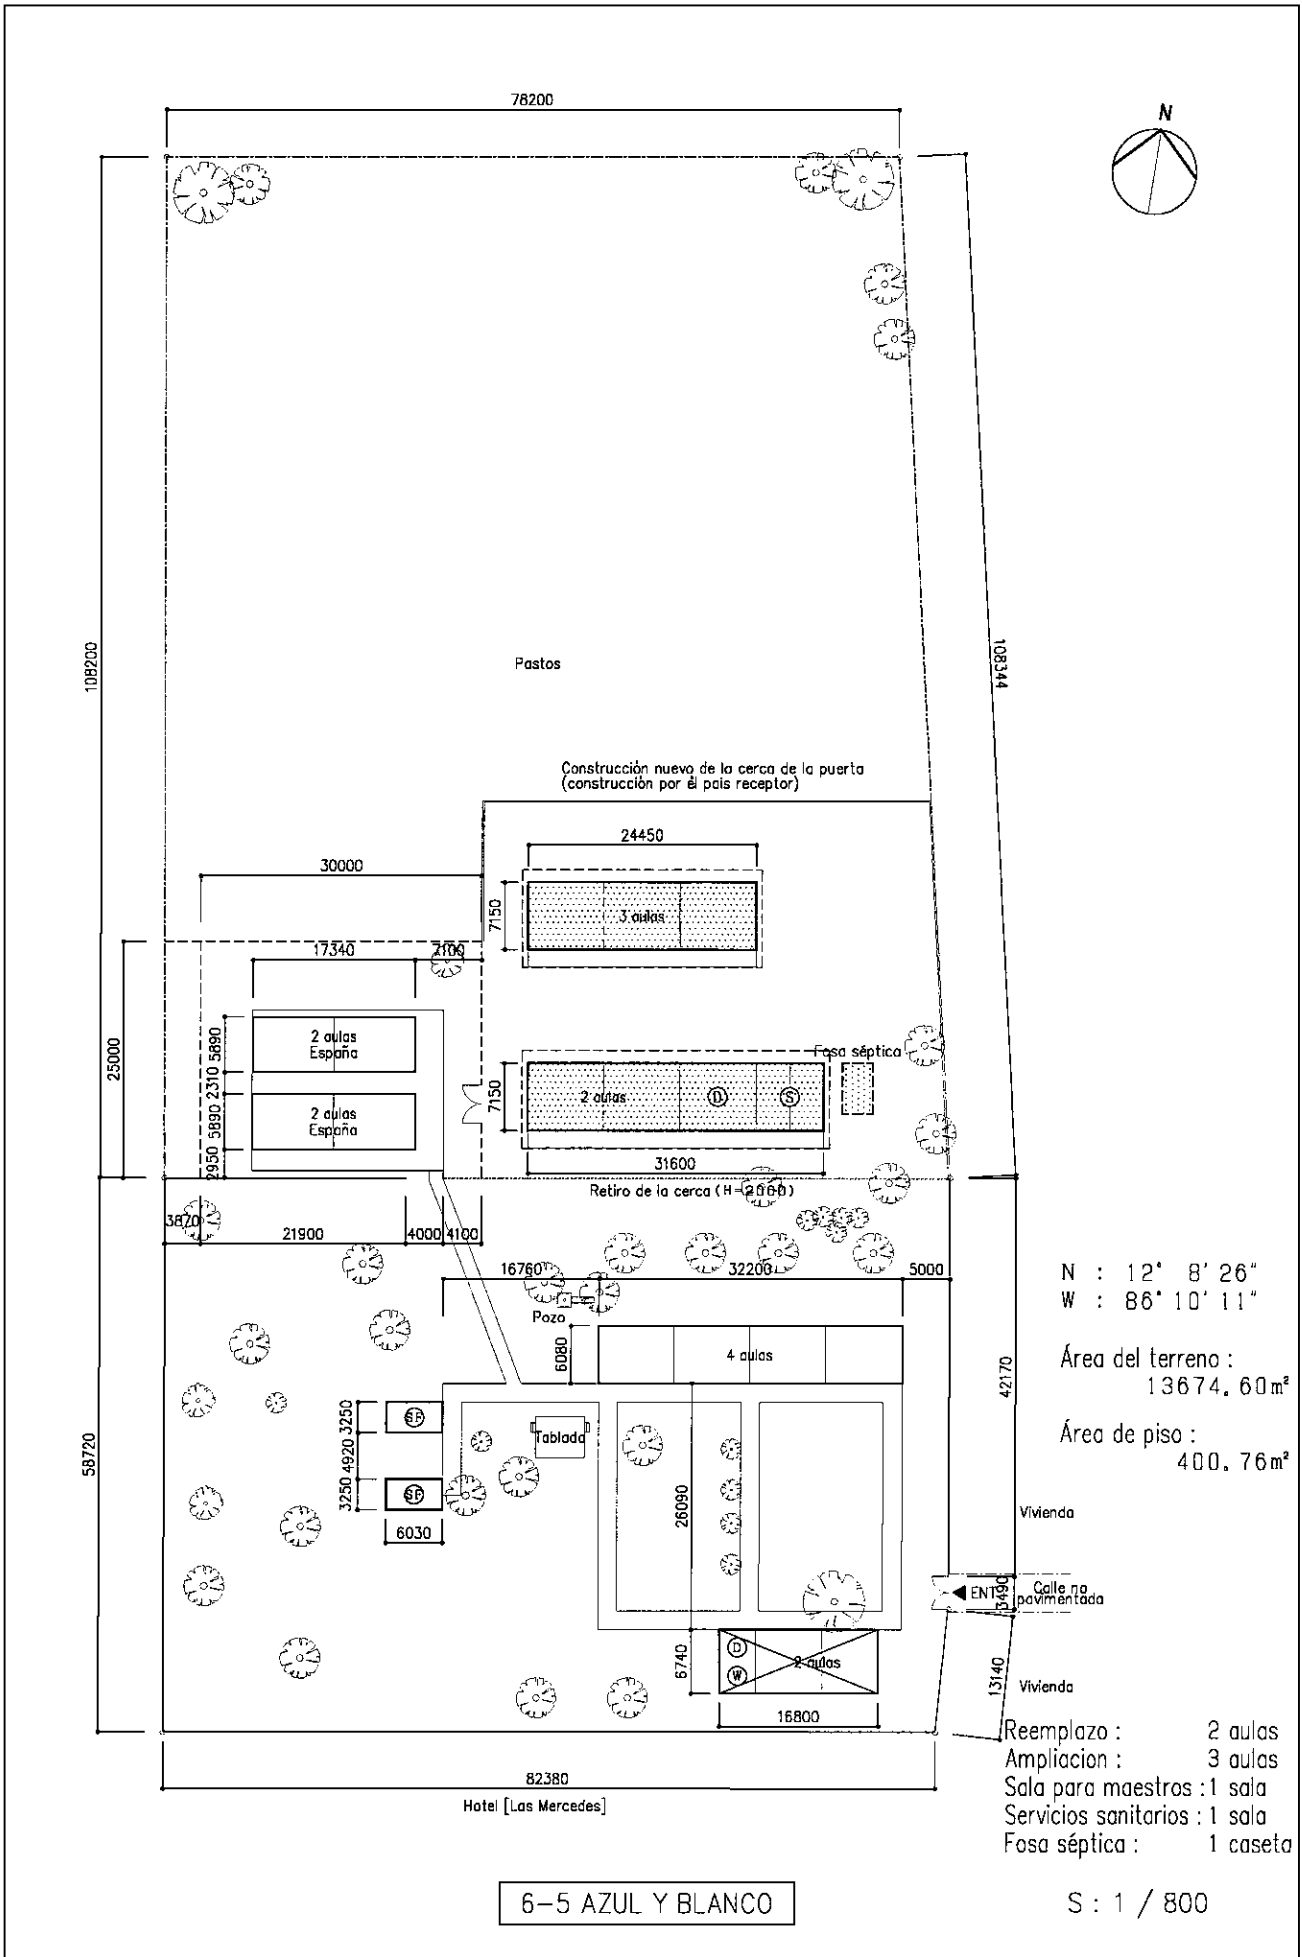 78200
N
108200
108344
Pastos
Construcción nuevo de la cerca de la puerta
(construcción por él pais receptor)
24450
30000
7150
3 aulas
17340
7100
25000
5890
2 aulas
España
2310
5890
2 aulas
España
2950
Fosa séptica
7150
2 aulas
D
S
31600
Retiro de la cerca (H=2000)
3870
21900
4000
4100
16760
32200
5000
N : 12° 8' 26"
W : 86° 10' 11"
Pozo
6080
4 aulas
Área del terreno :
13674.60m²
42170
Área de piso :
400.76m²
58720
3250
SE
4920
Tablado
3250
SE
6030
26090
Vivienda
ENT
3490
Calle no
pavimentada
6740
D
W
2 aulas
16800
13140
Vivienda
Reemplazo : 2 aulas
Ampliacion : 3 aulas
Sala para maestros : 1 sala
Servicios sanitarios : 1 sala
Fosa séptica : 1 caseta
82380
Hotel [Las Mercedes]
6-5 AZUL Y BLANCO
S : 1 / 800